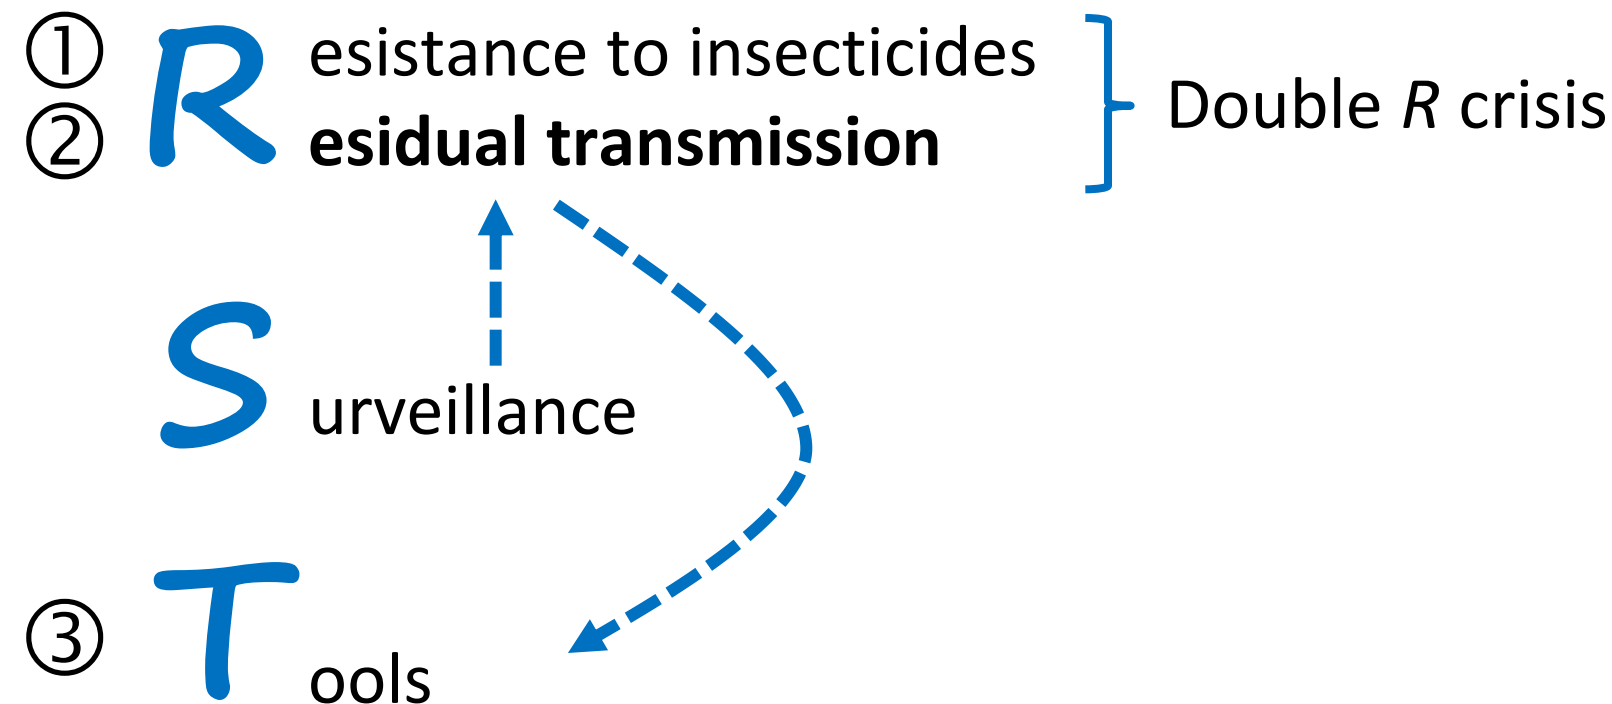 ① R esistance to insecticides
② esidual transmission
Double R crisis
S urveillance
③ T ools